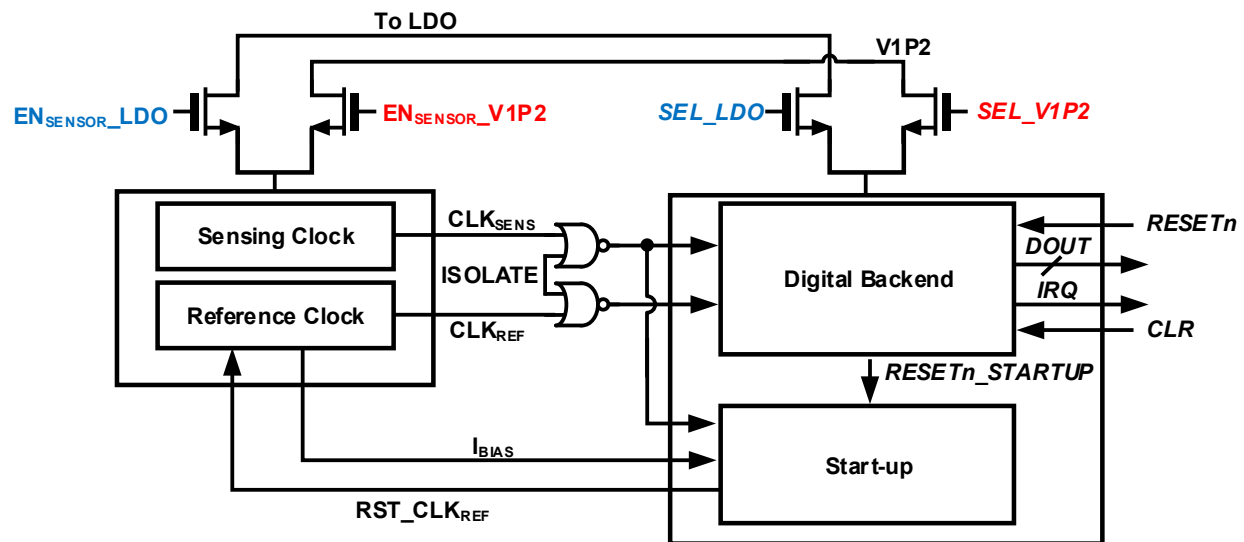 To LDO
V1P2
ENSENSOR_LDO
ENSENSOR_V1P2
SEL_LDO
SEL_V1P2
Sensing Clock
CLKSENS
ISOLATE
Reference Clock
CLKREF
Digital Backend
RESETn
DOUT
IRQ
CLR
RESETn_STARTUP
IBIAS
Start-up
RST_CLKREF